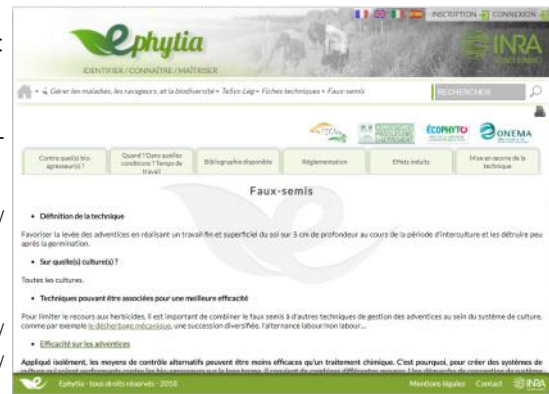 INSCRIPTION CONNEXION
ephytia
INRA
IDENTIFIER / CONNAÎTRE / MAÎTRISER
Gérer les maladies, les ravageurs, et la biodiversité • TeSys-Lég • Fiches techniques • Faux-semis
RECHERCHER
PICleg
ÉCOPHYTO
ONEMA
Contre quel(s) bio-agresseur(s) ?
Quand ? Dans quelles conditions ? Temps de travail
Bibliographie disponible
Réglementation
Effets induits
Mise en œuvre de la technique
Faux-semis
• Définition de la technique
Favoriser la levée des adventices en réalisant un travail fin et superficiel du sol sur 5 cm de profondeur au cours de la période d'interculture et les détruire peu
après la germination.
• Sur quelle(s) culture(s) ?
Toutes les cultures.
• Techniques pouvant être associées pour une meilleure efficacité
Pour limiter le recours aux herbicides, il est important de combiner le faux semis à d'autres techniques de gestion des adventices au sein du système de culture,
comme par exemple le désherbage mécanique, une succession diversifiée, l'alternance labour/non labour...
• Efficacité sur les adventices
Appliqué isolément, les moyens de contrôle alternatifs peuvent être moins efficaces qu'un traitement chimique. C'est pourquoi, pour créer des systèmes de
Ephytia - tous droits réservés - 2018
Mentions légales Contact INRA